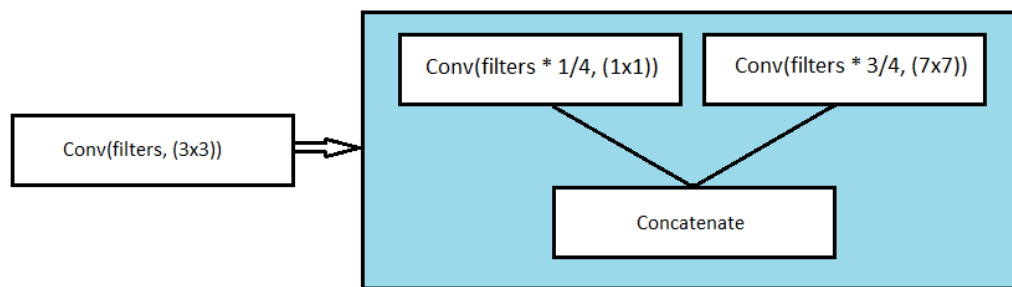 Conv(filters * 1/4, (1x1))
Conv(filters * 3/4, (7x7))
Conv(filters, (3x3))
Concatenate